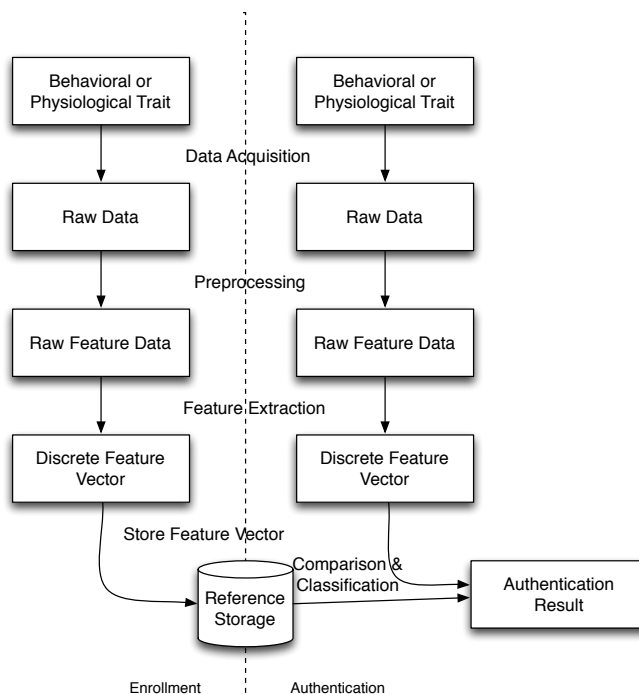 Behavioral or
Physiological Trait
Behavioral or
Physiological Trait
Data Acquisition
Raw Data
Raw Data
Preprocessing
Raw Feature Data
Raw Feature Data
Feature Extraction
Discrete Feature
Vector
Discrete Feature
Vector
Store Feature Vector
Comparison &
Classification
Reference
Storage
Authentication
Result
Enrollment
Authentication